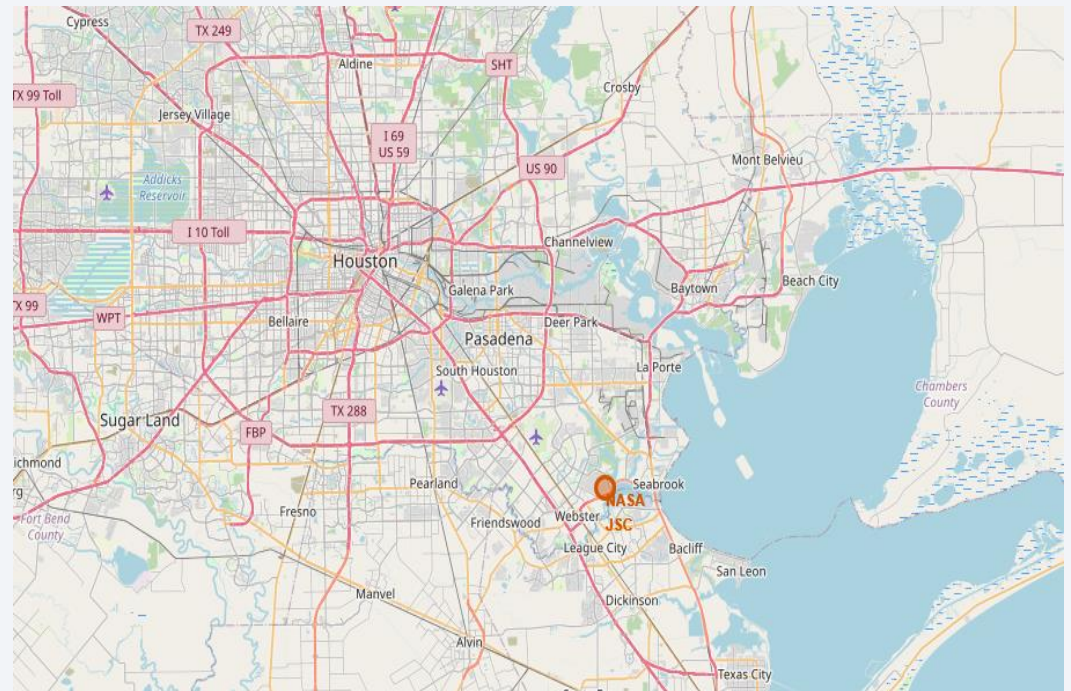 Cypress
TX 249
Aldine
SHT
TX 99 Toll
Crosby
Jersey Village
I 69
US 59
Mont Belvieu
US 90
Addicks
Reservoir
I 10 Toll
Channelview
Houston
Beach City
Galena Park
Baytown
TX 99
WPT
Bellaire
Deer Park
Pasadena
La Porte
South Houston
Chambers
County
TX 288
Sugar Land
FBP
ichmond
Pearland
Seabrook
rg
NASA
JSC
Fresno
Webster
Friendswood
Fort Bend
County
League City
Bacliff
San Leon
Manvel
Dickinson
Alvin
Texas City